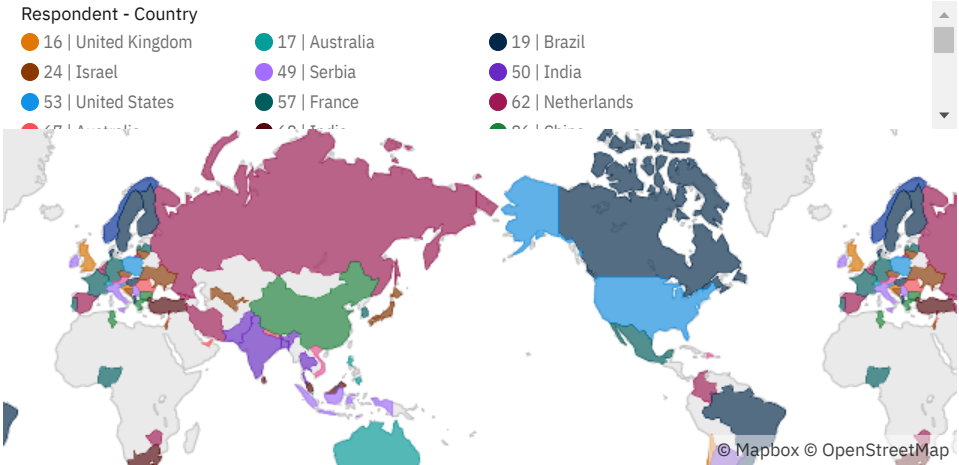 Respondent - Country
16 | United Kingdom
17 | Australia
19 | Brazil
24 | Israel
49 | Serbia
50 | India
53 | United States
57 | France
62 | Netherlands
© Mapbox © OpenStreetMap